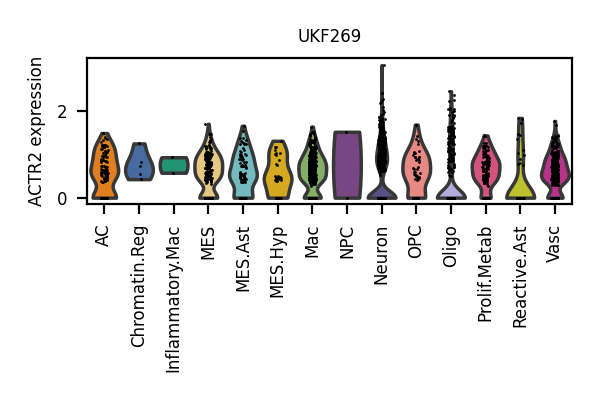 UKF269
ACTR2 expression
2
0
AC
Chromatin.Reg
Inflammatory.Mac
MES
MES.Ast
MES.Hyp
Mac
NPC
Neuron
OPC
Oligo
Prolif.Metab
Reactive.Ast
Vasc